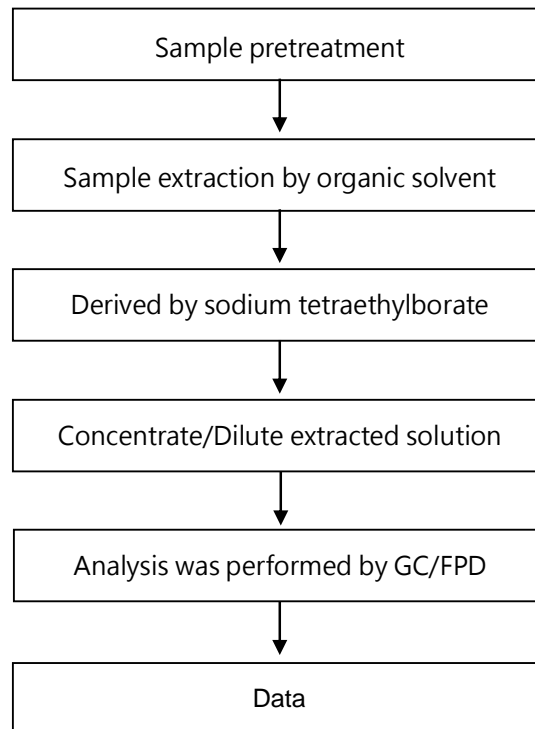 Sample pretreatment
Sample extraction by organic solvent
Derived by sodium tetraethylborate
Concentrate/Dilute extracted solution
Analysis was performed by GC/FPD
Data